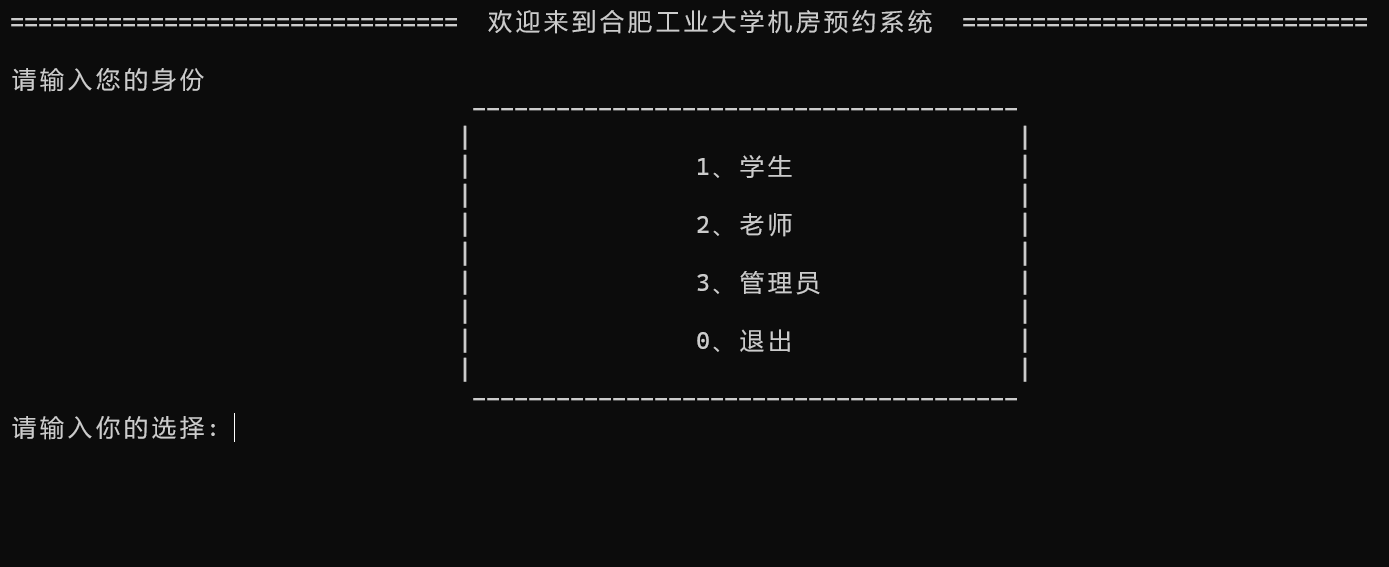 ================================ 欢迎来到合肥工业大学机房预约系统 =============================
请输入您的身份
---------------------------------------
| |
| 1、学生 |
| |
| 2、老师 |
| |
| 3、管理员 |
| |
| 0、退出 |
| |
---------------------------------------
请输入你的选择: